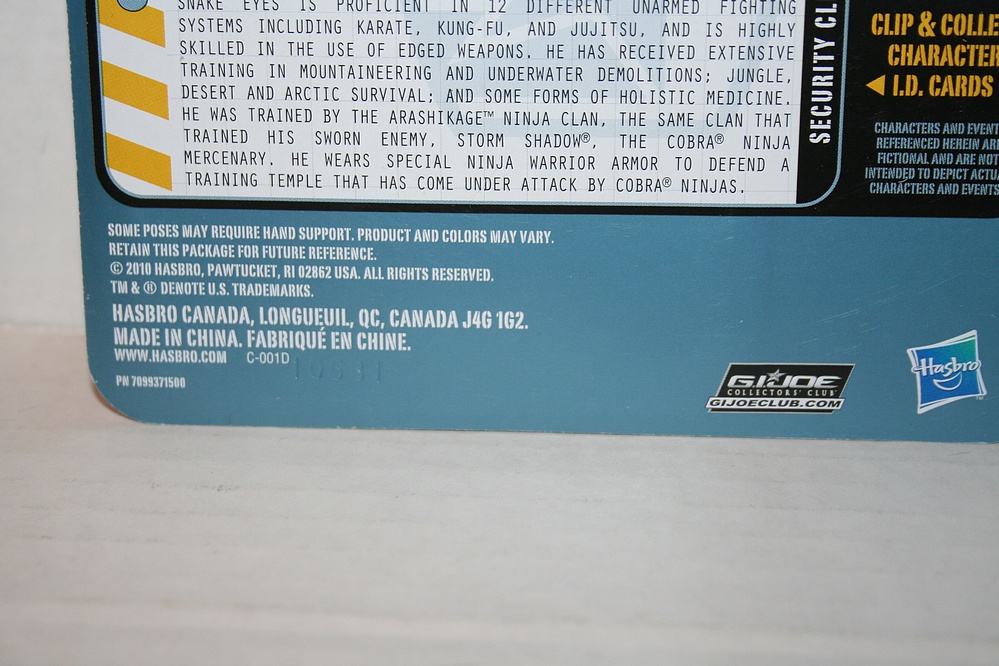 SNAKE EYES IS PROFICIENT IN 12 DIFFERENT UNARMED FIGHTING
SYSTEMS INCLUDING KARATE, KUNG-FU, AND JUJITSU, AND IS HIGHLY
SKILLED IN THE USE OF EDGED WEAPONS. HE HAS RECEIVED EXTENSIVE
TRAINING IN MOUNTAINEERING AND UNDERWATER DEMOLITIONS; JUNGLE,
DESERT AND ARCTIC SURVIVAL; AND SOME FORMS OF HOLISTIC MEDICINE.
HE WAS TRAINED BY THE ARASHIKAGE™ NINJA CLAN, THE SAME CLAN THAT
TRAINED HIS SWORN ENEMY, STORM SHADOW®, THE COBRA® NINJA
MERCENARY. HE WEARS SPECIAL NINJA WARRIOR ARMOR TO DEFEND A
TRAINING TEMPLE THAT HAS COME UNDER ATTACK BY COBRA® NINJAS.
SECURITY CL
CLIP & COLLE
CHARACTER
I.D. CARDS
CHARACTERS AND EVENT
REFERENCED HEREIN AR
FICTIONAL AND ARE NOT
INTENDED TO DEPICT ACTU
CHARACTERS AND EVENTS
SOME POSES MAY REQUIRE HAND SUPPORT. PRODUCT AND COLORS MAY VARY.
RETAIN THIS PACKAGE FOR FUTURE REFERENCE.
© 2010 HASBRO, PAWTUCKET, RI 02862 USA. ALL RIGHTS RESERVED.
TM & ® DENOTE U.S. TRADEMARKS.
HASBRO CANADA, LONGUEUIL, QC, CANADA J4G 1G2.
MADE IN CHINA. FABRIQUÉ EN CHINE.
WWW.HASBRO.COM C-001D
PN 7099371500
G.I. JOE
COLLECTORS' CLUB
GIJOECLUB.COM
Hasbro